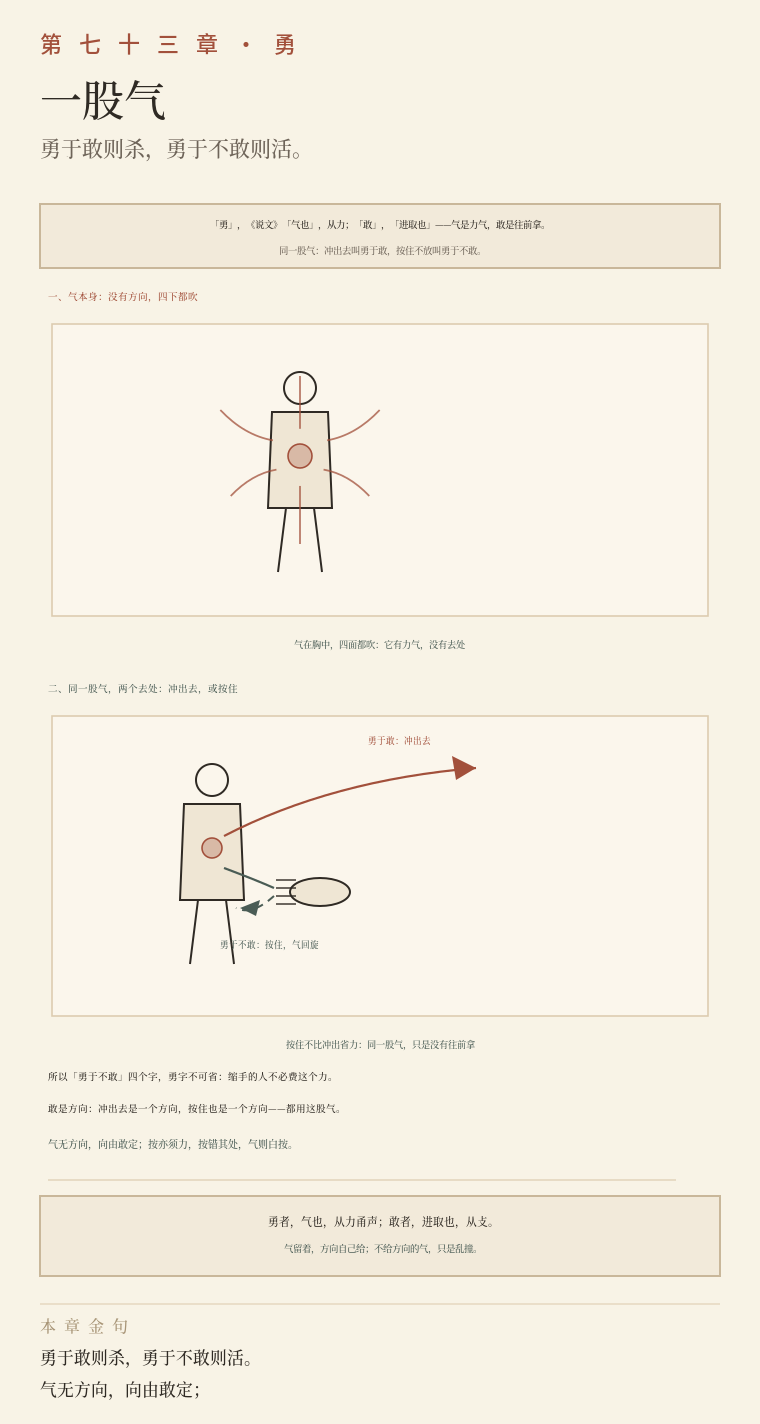 第七十三章・勇
一股气
勇于敢则杀，勇于不敢则活。
「勇」，《说文》「气也」，从力；「敢」，「进取也」——气是力气，敢是往前拿。
同一股气：冲出去叫勇于敢，按住不放叫勇于不敢。
一、气本身：没有方向，四下都吹
气在胸中，四面都吹：它有力气，没有去处
二、同一股气，两个去处：冲出去，或按住
勇于敢：冲出去
勇于不敢：按住，气回旋
按住不比冲出省力：同一股气，只是没有往前拿
所以「勇于不敢」四个字，勇字不可省：缩手的人不必费这个力。
敢是方向：冲出去是一个方向，按住也是一个方向——都用这股气。
气无方向，向由敢定；按亦须力，按错其处，气则白按。
勇者，气也，从力甬声；敢者，进取也，从攴。
气留着，方向自己给；不给方向的气，只是乱撞。
本章金句
勇于敢则杀，勇于不敢则活。
气无方向，向由敢定；